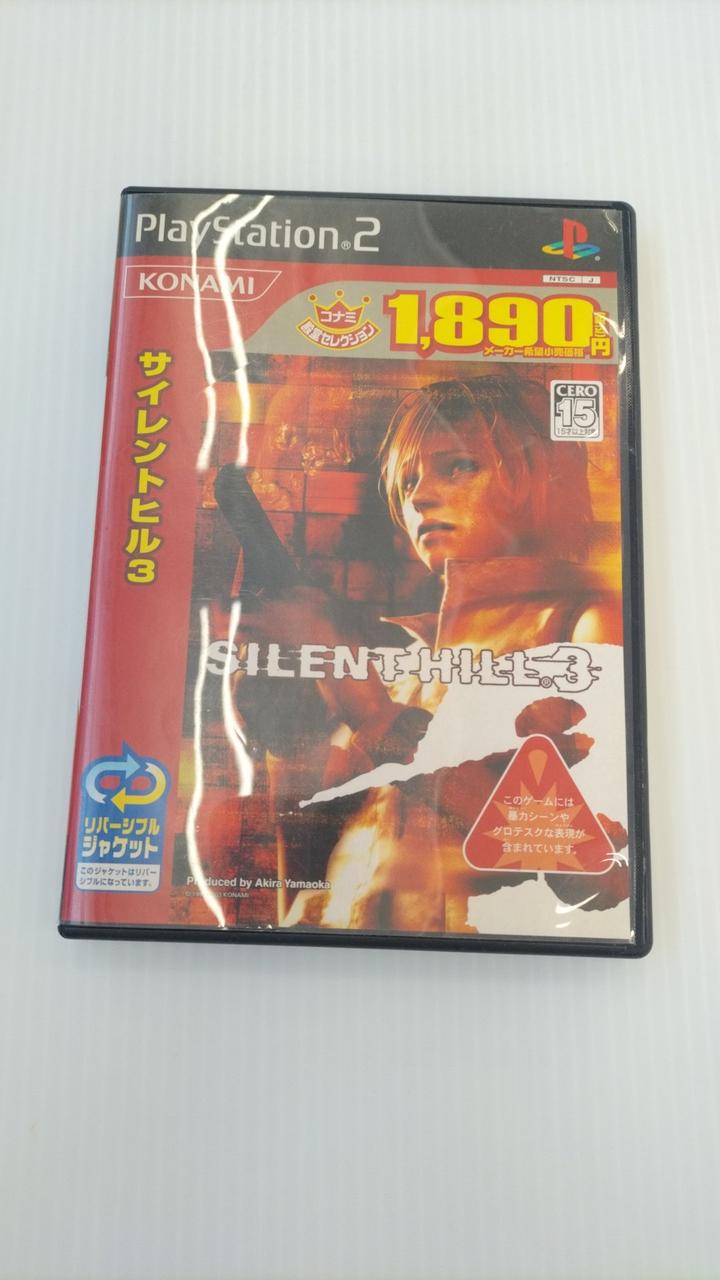 PlayStation®2
KONAMI
NTSC J
コナミ
殿堂セレクション
1,890円
メーカー希望小売価格
サイレントヒル3
CERO
15
15才以上対象
SILENT HILL® 3
このゲームには
暴力シーンや
グロテスクな表現が
含まれています。
リバーシブル
ジャケット
このジャケットはリバー
シブルになっています。
Produced by Akira Yamaoka
KONAMI